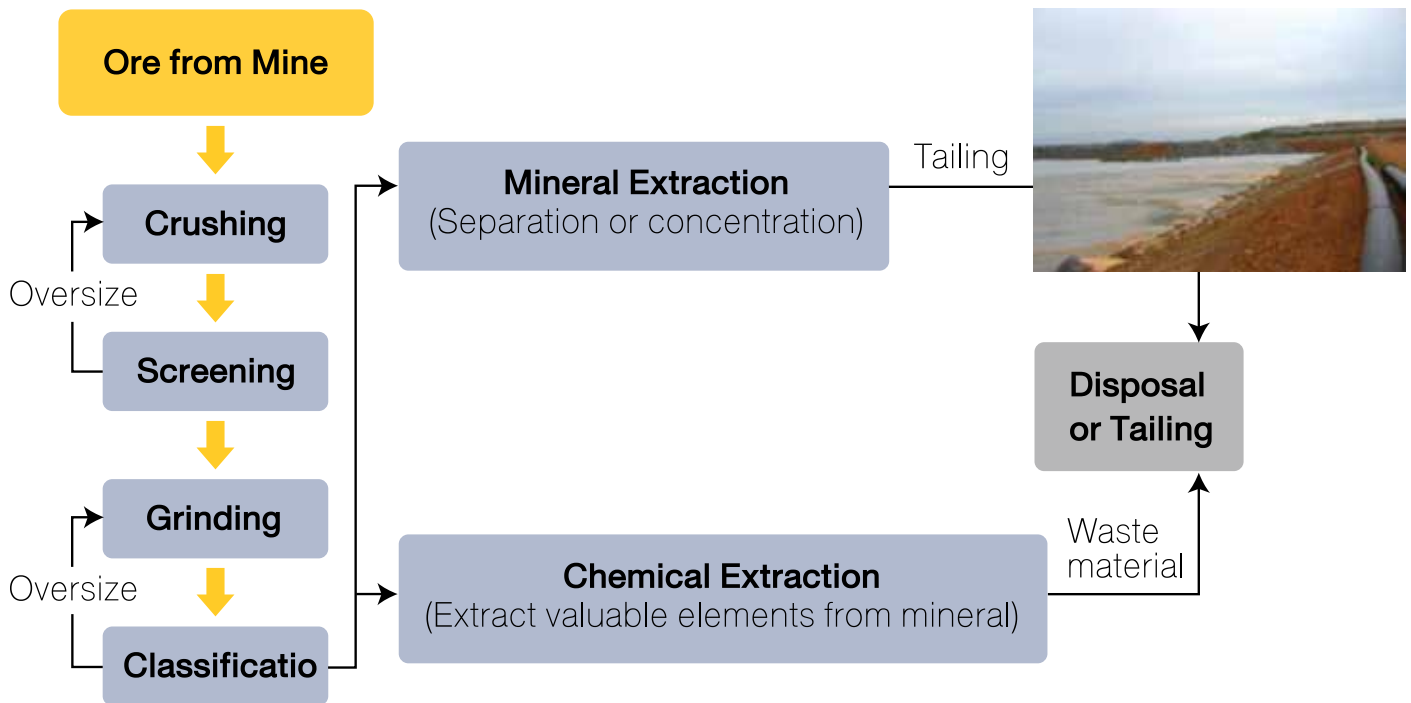 Ore from Mine
Crushing
Oversize
Screening
Grinding
Oversize
Classificatio
Mineral Extraction
(Separation or concentration)
Tailing
Chemical Extraction
(Extract valuable elements from mineral)
Disposal
or Tailing
Waste
material